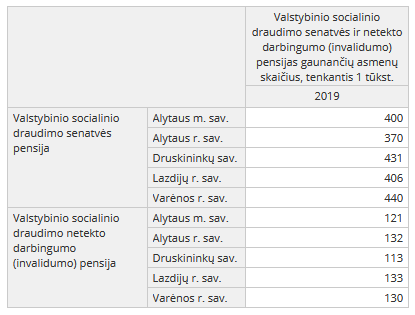 Valstybinio socialinio
draudimo senatvės ir netekto
darbingumo (invalidumo)
pensijas gaunančių asmenų
skaičius, tenkantis 1 tūkst.
2019
Valstybinio socialinio
draudimo senatvės
pensija
Alytaus m. sav. 400
Alytaus r. sav. 370
Druskininkų sav. 431
Lazdijų r. sav. 406
Varėnos r. sav. 440
Valstybinio socialinio
draudimo netekto
darbingumo
(invalidumo) pensija
Alytaus m. sav. 121
Alytaus r. sav. 132
Druskininkų sav. 113
Lazdijų r. sav. 133
Varėnos r. sav. 130